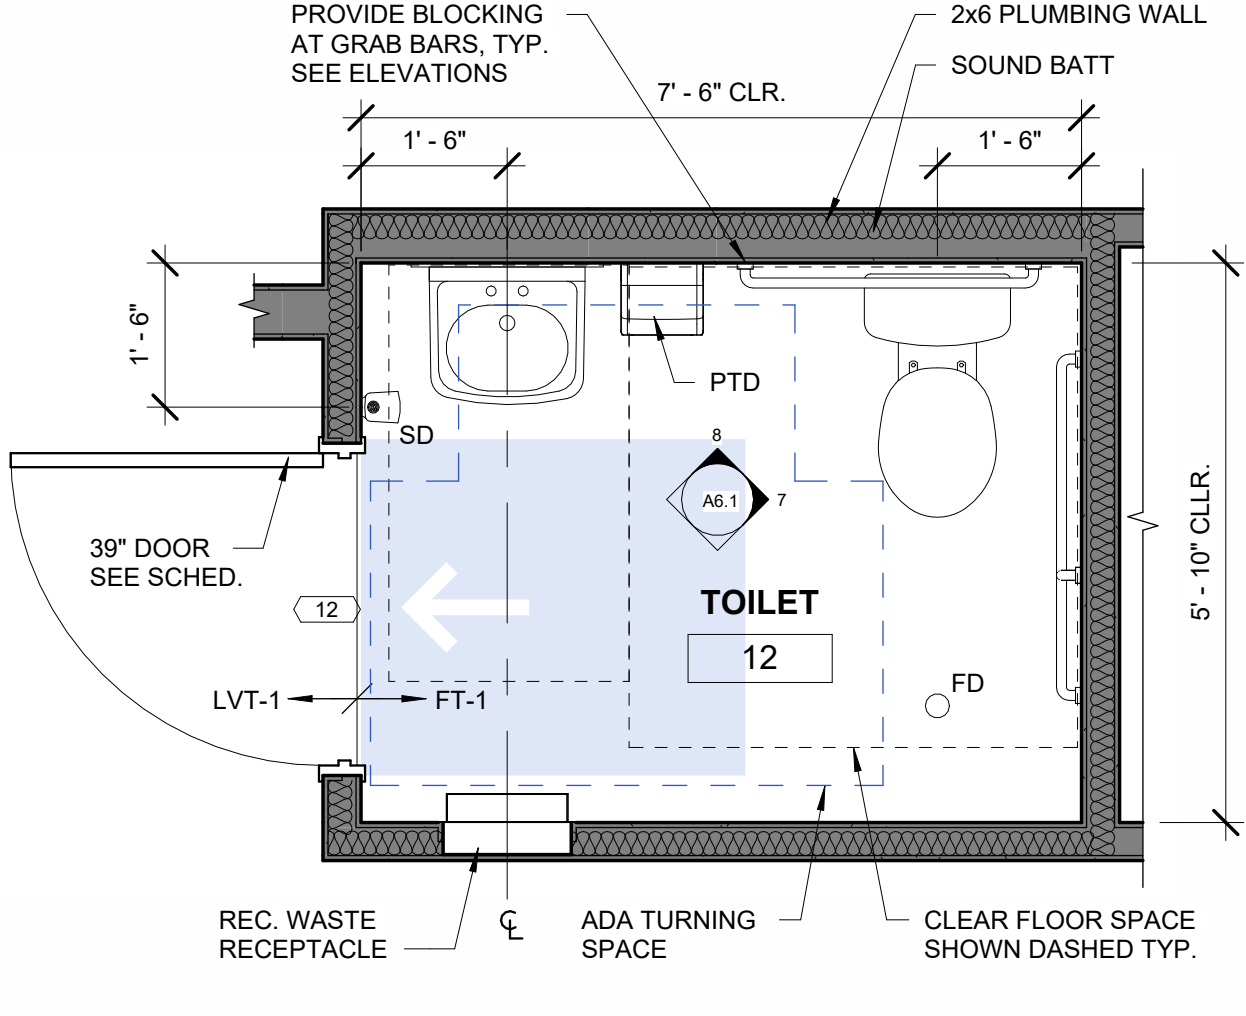 PROVIDE BLOCKING
AT GRAB BARS, TYP.
SEE ELEVATIONS
2x6 PLUMBING WALL
SOUND BATT
7' - 6" CLR.
1' - 6"
1' - 6"
1' - 6"
PTD
SD
8
A6.1
7
39" DOOR
SEE SCHED.
12
TOILET
12
5' - 10" CLLR.
LVT-1
FT-1
FD
REC. WASTE
RECEPTACLE
CL
ADA TURNING
SPACE
CLEAR FLOOR SPACE
SHOWN DASHED TYP.